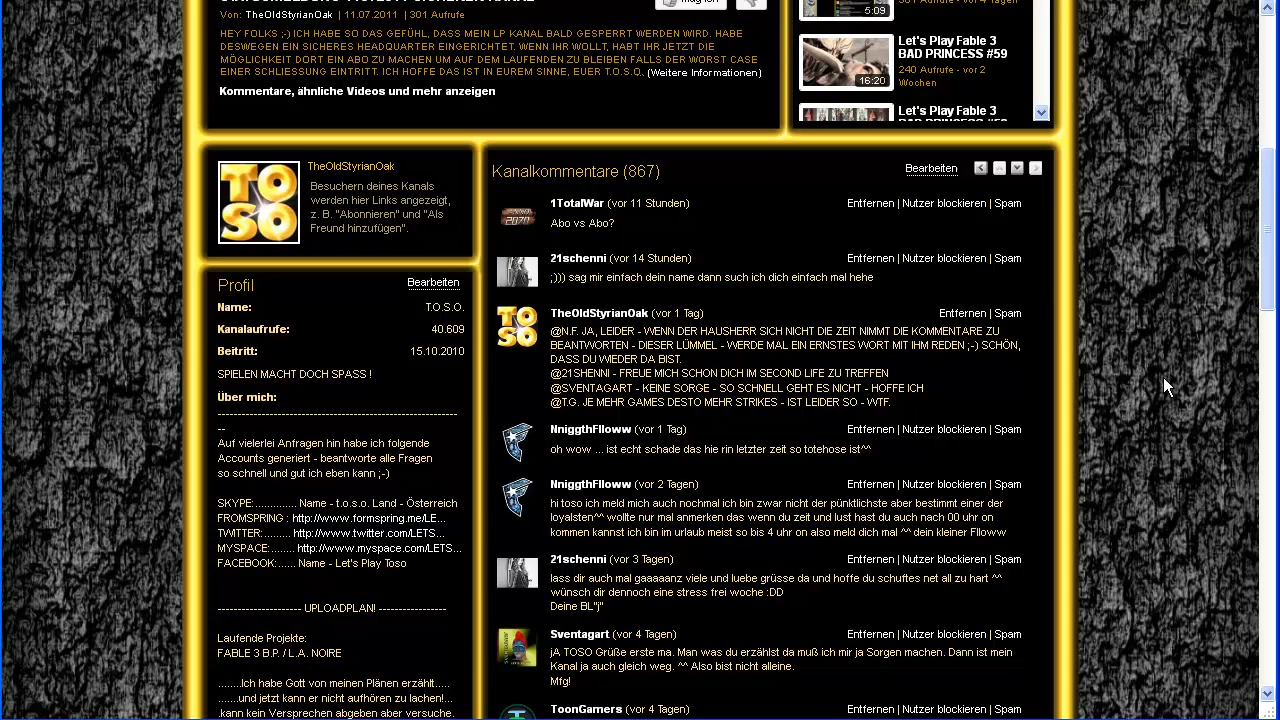 Von: TheOldStyrianOak | 11.07.2011 | 301 Aufrufe
HEY FOLKS ;-) ICH HABE SO DAS GEFÜHL, DASS MEIN LP KANAL BALD GESPERRT WERDEN WIRD. HABE
DESWEGEN EIN SICHERES HEADQUARTER EINGERICHTET. WENN IHR WOLLT, HABT IHR JETZT DIE
MÖGLICHKEIT DORT EIN ABO ZU MACHEN UM AUF DEM LAUFENDEN ZU BLEIBEN FALLS DER WORST CASE
EINER SCHLIESSUNG EINTRITT. ICH HOFFE DAS IST IN EUREM SINNE, EUER T.O.S.O.. (Weitere Informationen)
Kommentare, ähnliche Videos und mehr anzeigen
5:09
Let's Play Fable 3
BAD PRINCESS #59
240 Aufrufe - vor 2
Wochen
16:20
Let's Play Fable 3
TO
SO
TheOldStyrianOak
Besuchern deines Kanals
werden hier Links angezeigt,
z. B. "Abonnieren" und "Als
Freund hinzufügen".
Profil Bearbeiten
Name: T.O.S.O.
Kanalaufrufe: 40.609
Beitritt: 15.10.2010
SPIELEN MACHT DOCH SPASS !
Über mich:
------------------------------------------------------------
--
Auf vielerlei Anfragen hin habe ich folgende
Accounts generiert - beantworte alle Fragen
so schnell und gut ich eben kann ;-)
SKYPE:.............. Name - t.o.s.o. Land - Österreich
FROMSPRING : http://www.formspring.me/LE...
TWITTER:......... http://www.twitter.com/LETS...
MYSPACE:........ http://www.myspace.com/LETS...
FACEBOOK:...... Name - Let's Play Toso
--------------------- UPLOADPLAN! -----------------
Laufende Projekte:
FABLE 3 B.P. / L.A. NOIRE
........Ich habe Gott von meinen Plänen erzählt.....
.......und jetzt kann er nicht aufhören zu lachen!...
.kann kein Versprechen abgeben aber versuche.
Kanalkommentare (867) Bearbeiten
1TotalWar (vor 11 Stunden) Entfernen | Nutzer blockieren | Spam
Abo vs Abo?
21schenni (vor 14 Stunden) Entfernen | Nutzer blockieren | Spam
;))) sag mir einfach dein name dann such ich dich einfach mal hehe
TO
SO
TheOldStyrianOak (vor 1 Tag) Entfernen | Spam
@N.F. JA, LEIDER - WENN DER HAUSHERR SICH NICHT DIE ZEIT NIMMT DIE KOMMENTARE ZU
BEANTWORTEN - DIESER LÜMMEL - WERDE MAL EIN ERNSTES WORT MIT IHM REDEN ;-) SCHÖN,
DASS DU WIEDER DA BIST.
@21SHENNI - FREUE MICH SCHON DICH IM SECOND LIFE ZU TREFFEN
@SVENTAGART - KEINE SORGE - SO SCHNELL GEHT ES NICHT - HOFFE ICH
@T.G. JE MEHR GAMES DESTO MEHR STRIKES - IST LEIDER SO - WTF.
NniggthFlloww (vor 1 Tag) Entfernen | Nutzer blockieren | Spam
oh wow ... ist echt schade das hie rin letzter zeit so totehose ist^^
NniggthFlloww (vor 2 Tagen) Entfernen | Nutzer blockieren | Spam
hi toso ich meld mich auch nochmal ich bin zwar nicht der pünktlichste aber bestimmt einer der
loyalsten^^ wollte nur mal anmerken das wenn du zeit und lust hast du auch nach 00 uhr on
kommen kannst ich bin im urlaub meist so bis 4 uhr on also meld dich mal ^^ dein kleiner Flloww
21schenni (vor 3 Tagen) Entfernen | Nutzer blockieren | Spam
lass dir auch mal gaaaaanz viele und luebe grüsse da und hoffe du schuftes net all zu hart ^^
wünsch dir dennoch eine stress frei woche :DD
Deine BL"j"
Sventagart (vor 4 Tagen) Entfernen | Nutzer blockieren | Spam
jA TOSO Grüße erste ma. Man was du erzählst da muß ich mir ja Sorgen machen. Dann ist mein
Kanal ja auch gleich weg. ^^ Also bist nicht alleine.
Mfg!
ToonGamers (vor 4 Tagen) Entfernen | Nutzer blockieren | Spam